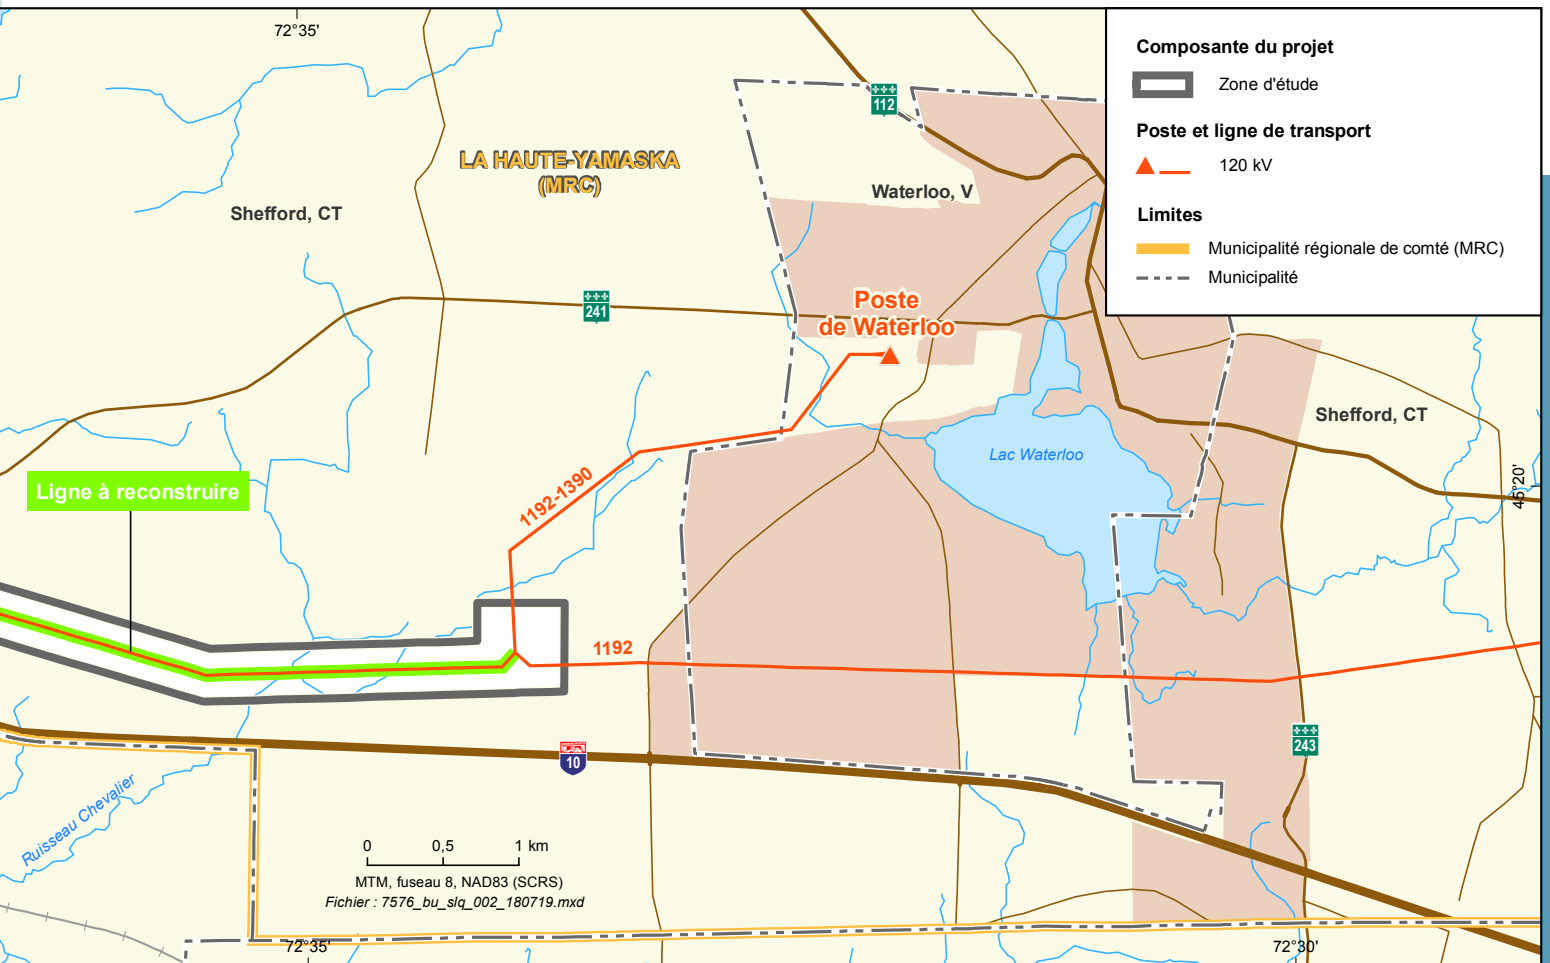 72°35'
Composante du projet
Zone d'étude
Poste et ligne de transport
120 kV
Limites
Municipalité régionale de comté (MRC)
Municipalité
112
LA HAUTE-YAMASKA
(MRC)
Waterloo, V
Shefford, CT
241
Poste
de Waterloo
Shefford, CT
Lac Waterloo
45°20'
Ligne à reconstruire
1192-1390
1192
243
10
Ruisseau Chevalier
0 0,5 1 km
MTM, fuseau 8, NAD83 (SCRS)
Fichier : 7576_bu_slq_002_180719.mxd
72°35'
72°30'